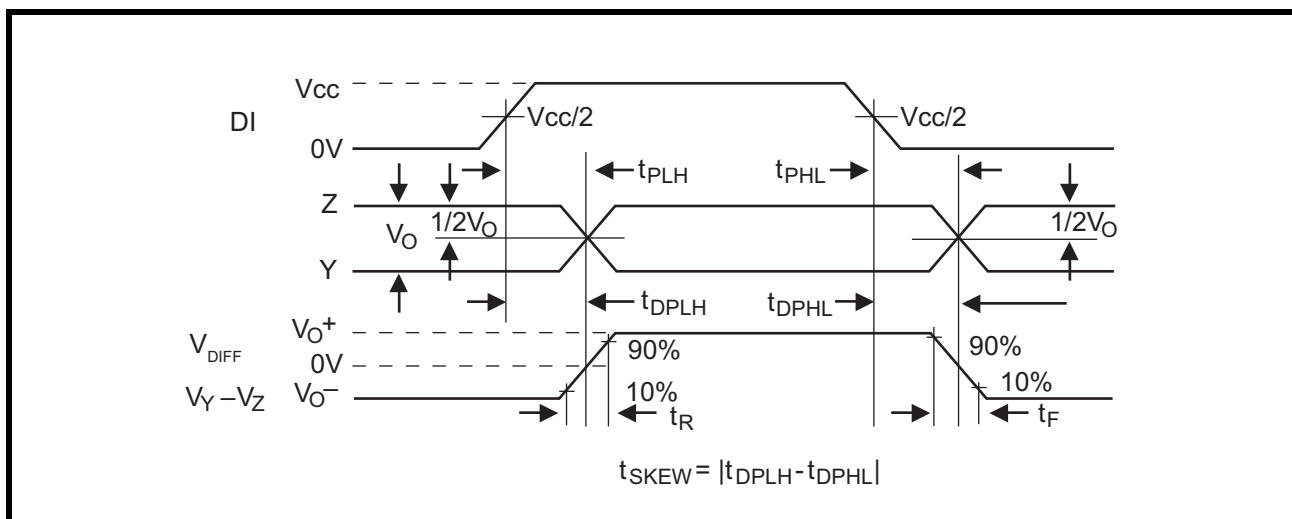 Vcc
DI
Vcc/2
Vcc/2
0V
tPLH
tPHL
Z
VO
1/2VO
1/2VO
Y
tDPLH
tDPHL
VO+
VDIFF
0V
90%
90%
VY –VZ
VO–
10%
10%
tR
tF
tSKEW = |tDPLH - tDPHL|